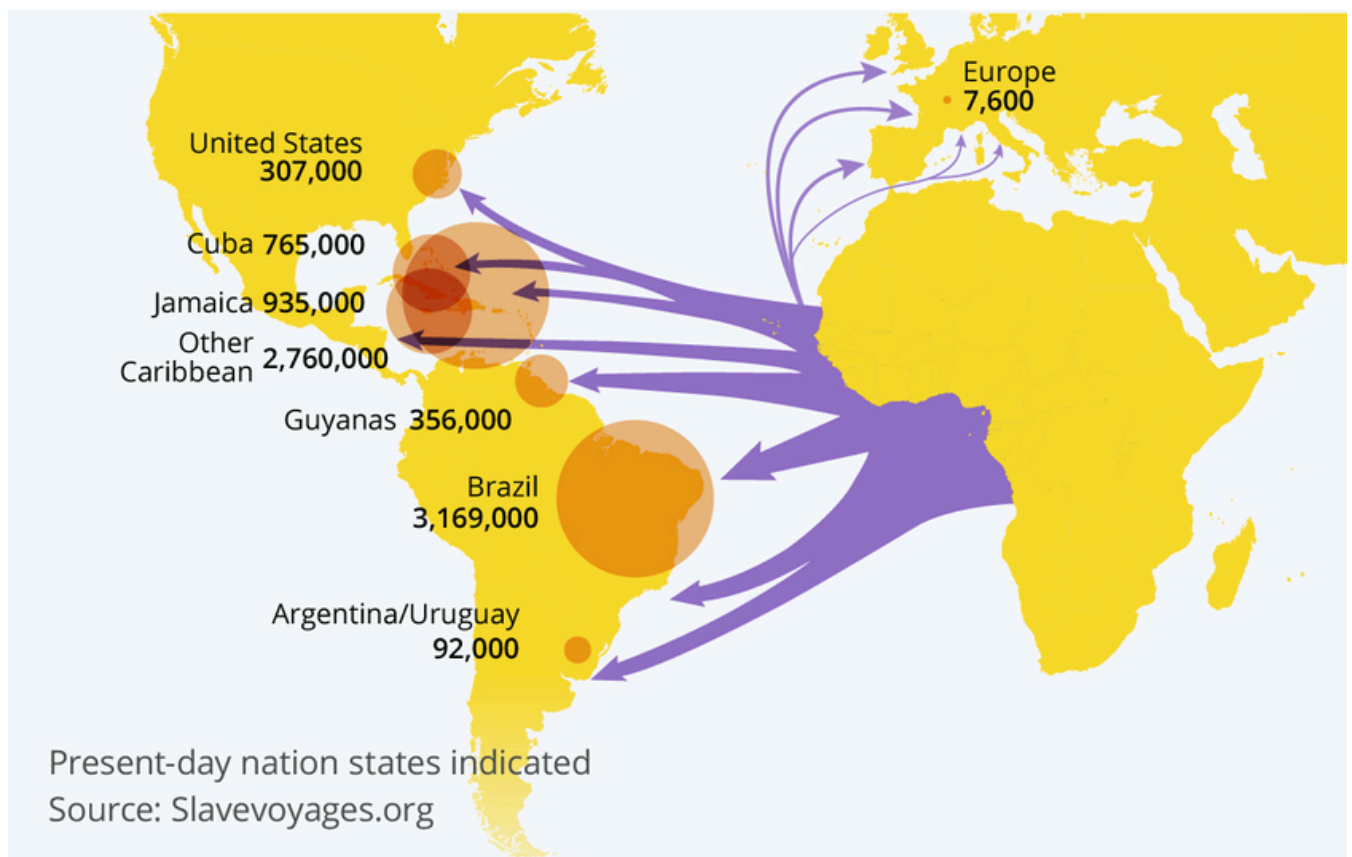 Europe
7,600
United States
307,000
Cuba 765,000
Jamaica 935,000
Other
Caribbean 2,760,000
Guyanas 356,000
Brazil
3,169,000
Argentina/Uruguay
92,000
Present-day nation states indicated
Source: Slavevoyages.org